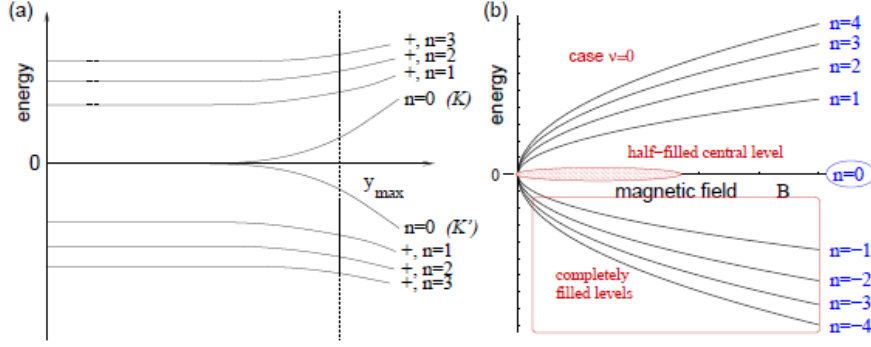 (a)
energy
0
+, n=3
+, n=2
+, n=1
n=0 (K)
y_max
n=0 (K')
+, n=1
+, n=2
+, n=3
(b)
energy
0
case ν=0
n=4
n=3
n=2
n=1
half-filled central level
n=0
magnetic field B
completely
filled levels
n=-1
n=-2
n=-3
n=-4